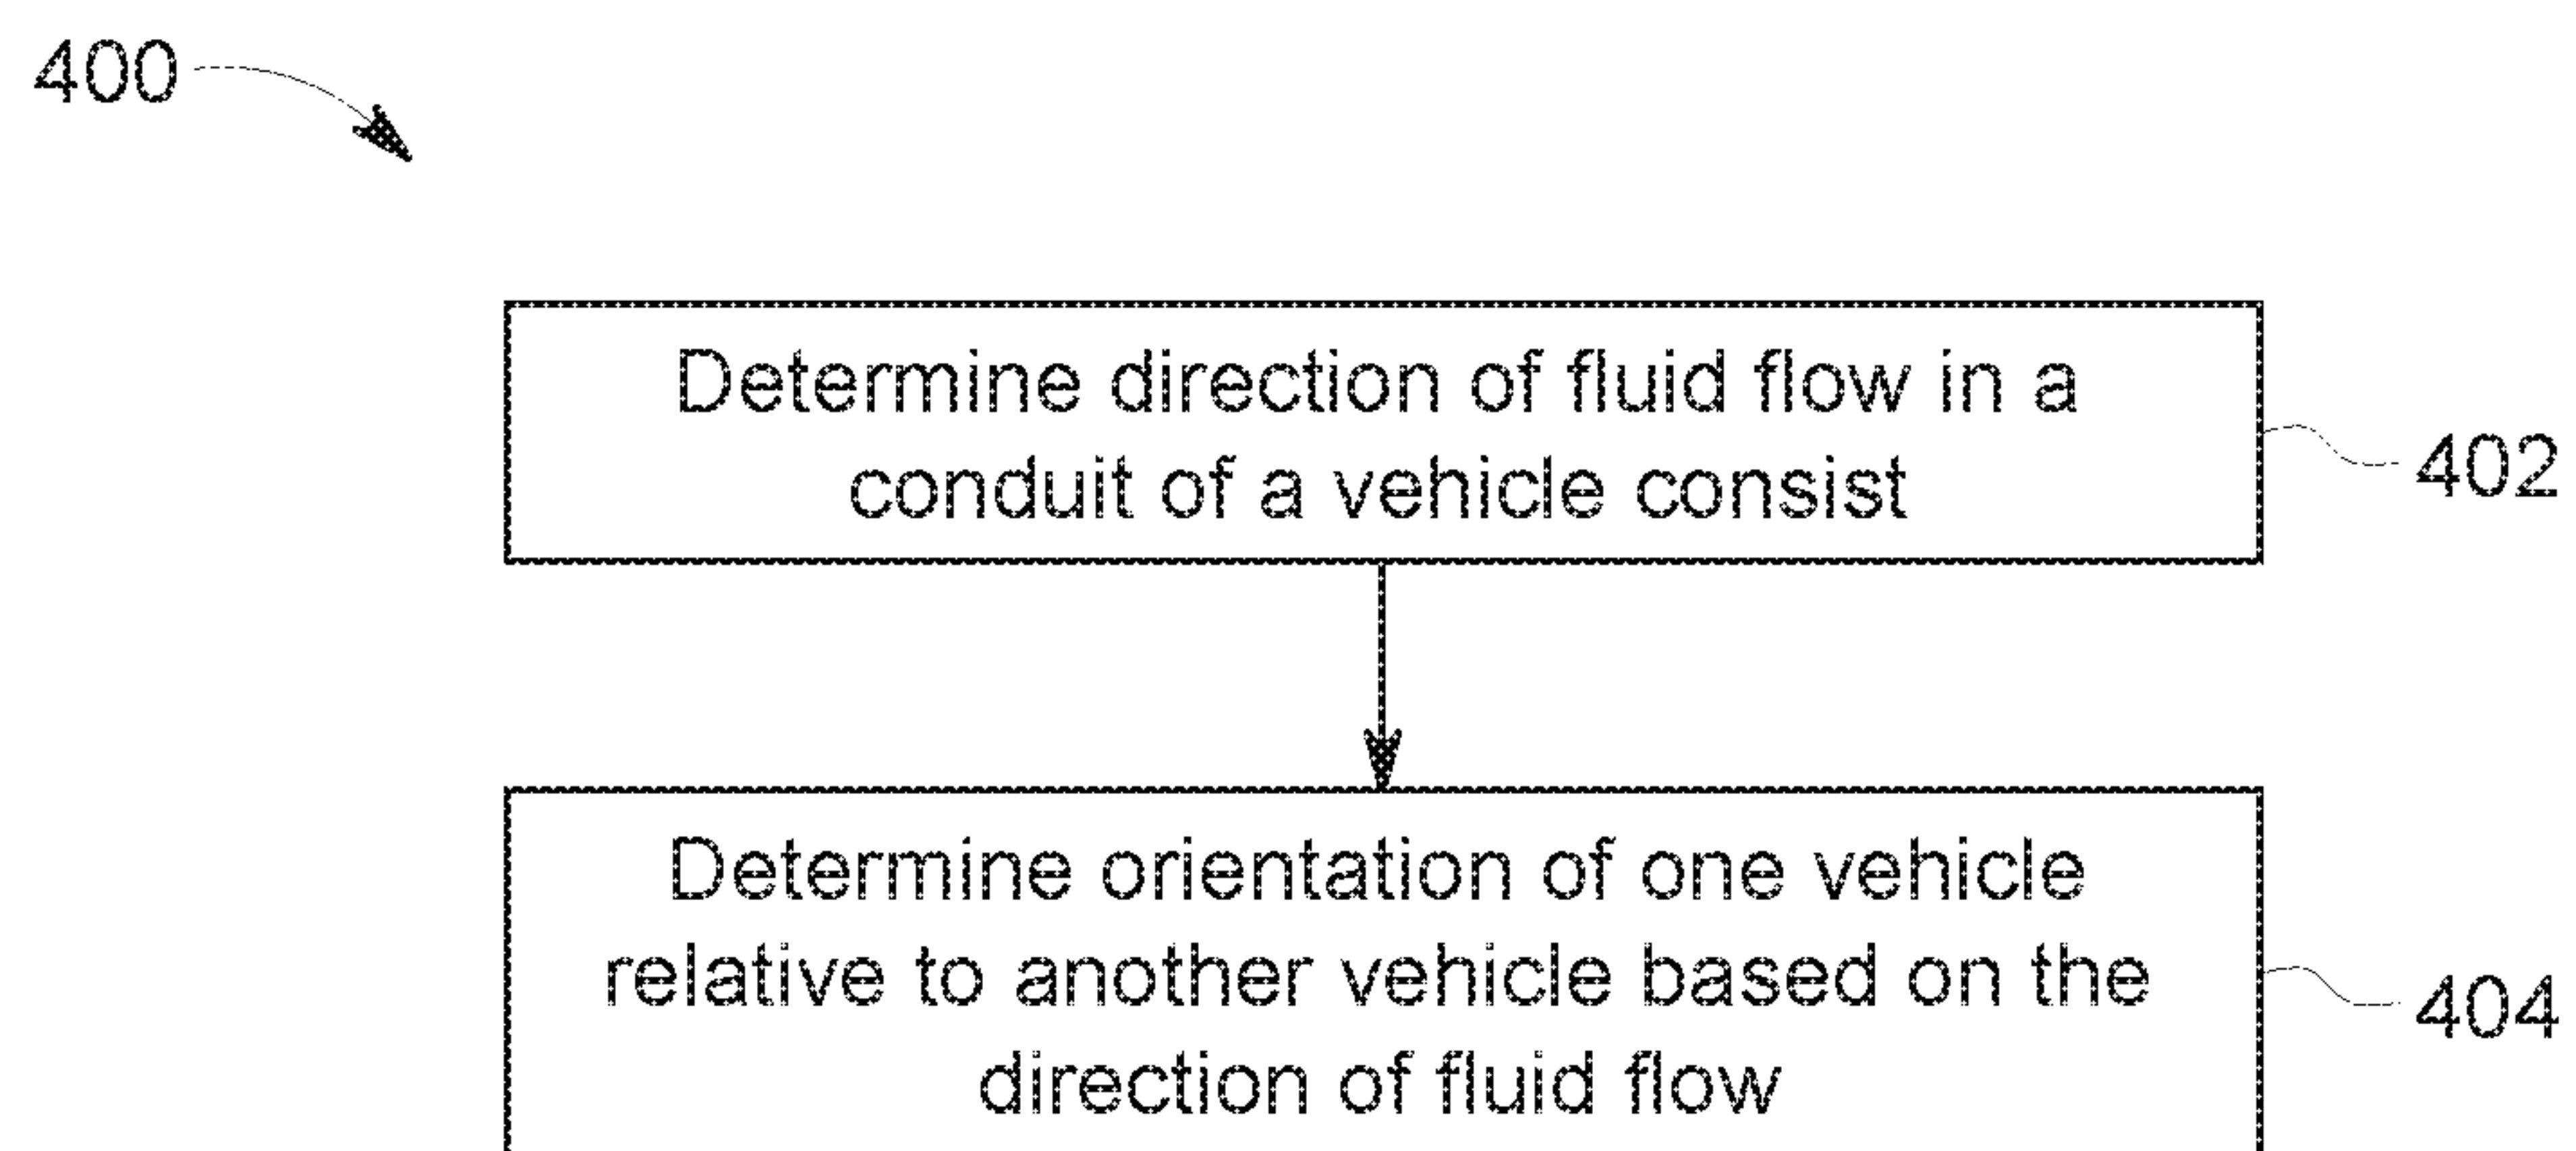 400
Determine direction of fluid flow in a
conduit of a vehicle consist
402
Determine orientation of one vehicle
relative to another vehicle based on the
direction of fluid flow
404